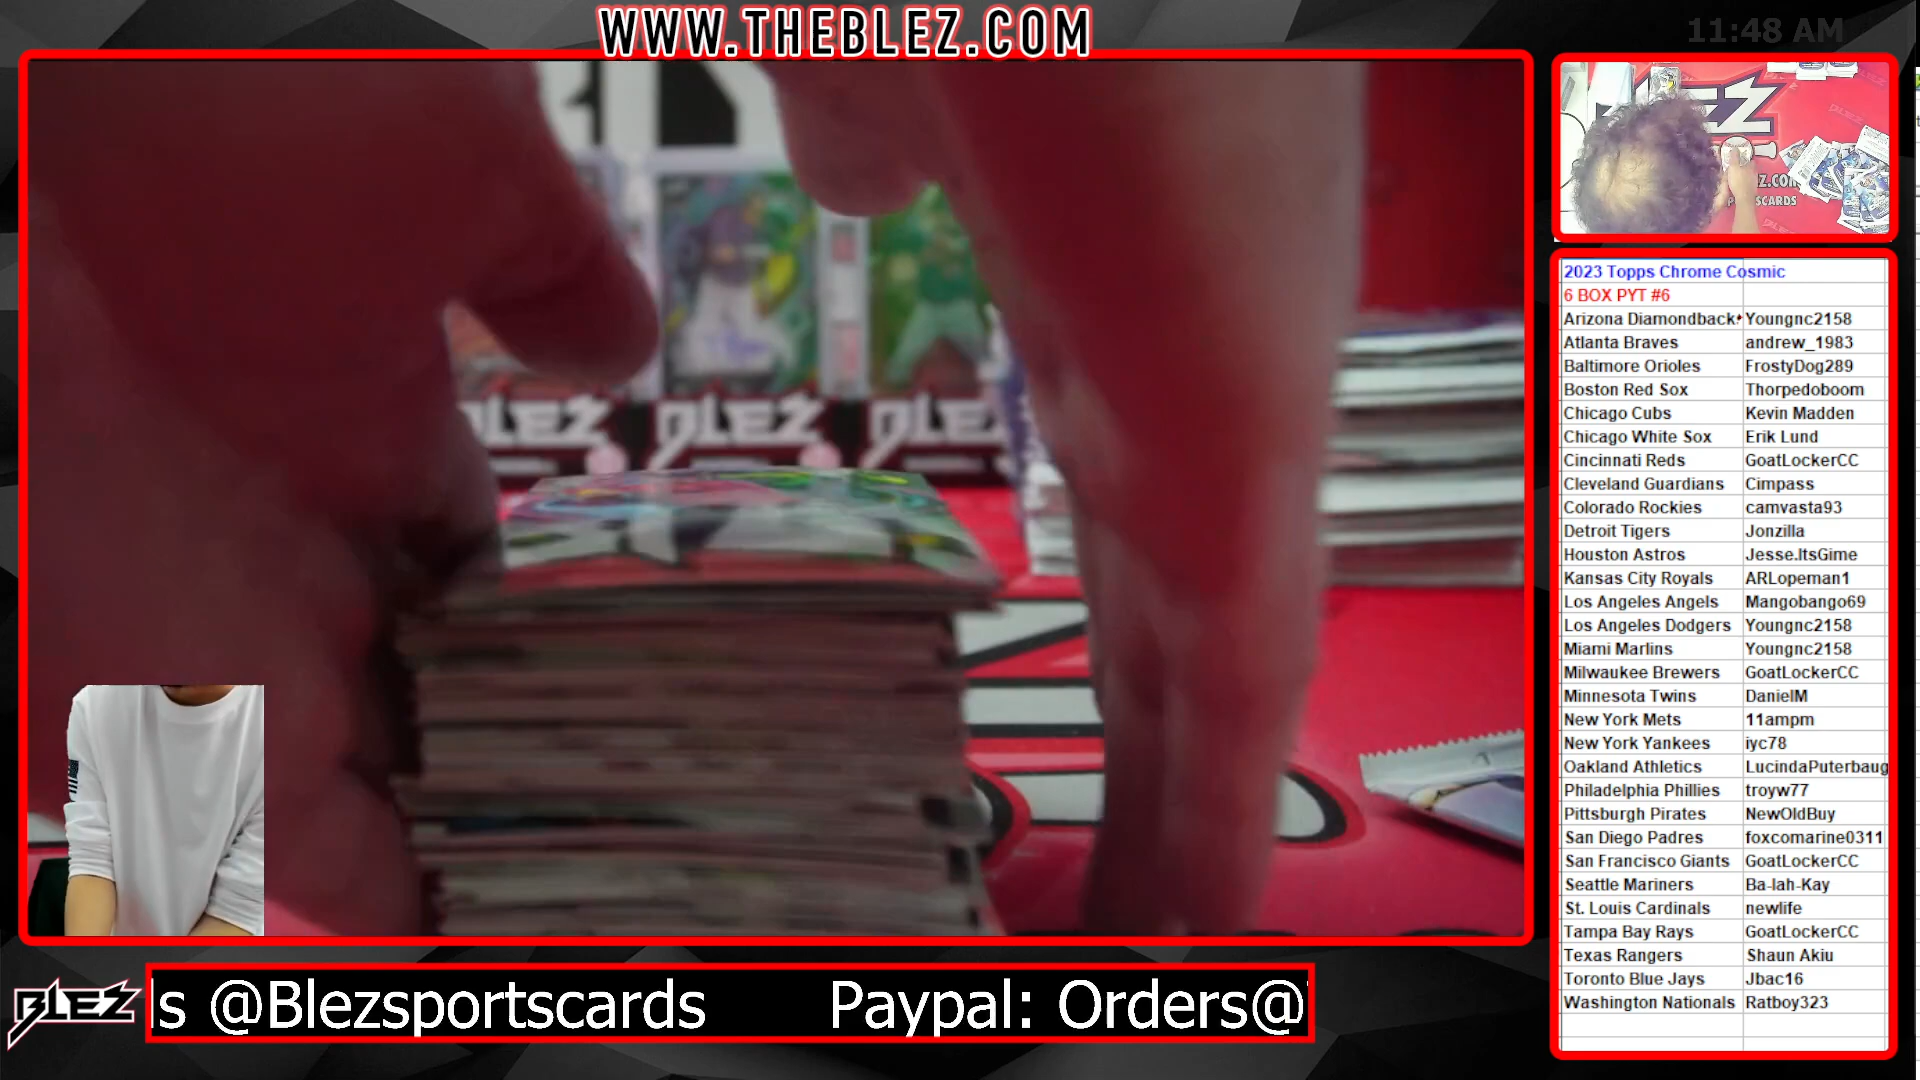 WWW.THEBLEZ.COM
11:48 AM
2023 Topps Chrome Cosmic
6 BOX PYT #6
Arizona Diamondback Youngnc2158
Atlanta Braves andrew_1983
Baltimore Orioles FrostyDog289
Boston Red Sox Thorpedoboom
Chicago Cubs Kevin Madden
Chicago White Sox Erik Lund
Cincinnati Reds GoatLockerCC
Cleveland Guardians Cimpass
Colorado Rockies camvasta93
Detroit Tigers Jonzilla
Houston Astros Jesse.ItsGime
Kansas City Royals ARLopeman1
Los Angeles Angels Mangobango69
Los Angeles Dodgers Youngnc2158
Miami Marlins Youngnc2158
Milwaukee Brewers GoatLockerCC
Minnesota Twins DanielM
New York Mets 11ampm
New York Yankees iyc78
Oakland Athletics LucindaPuterbaug
Philadelphia Phillies troyw77
Pittsburgh Pirates NewOldBuy
San Diego Padres foxcomarine0311
San Francisco Giants GoatLockerCC
Seattle Mariners Ba-lah-Kay
St. Louis Cardinals newlife
Tampa Bay Rays GoatLockerCC
Texas Rangers Shaun Akiu
Toronto Blue Jays Jbac16
Washington Nationals Ratboy323
BLEZ BLEZ BLEZ
BLEZ
ls @Blezsportscards Paypal: Orders@